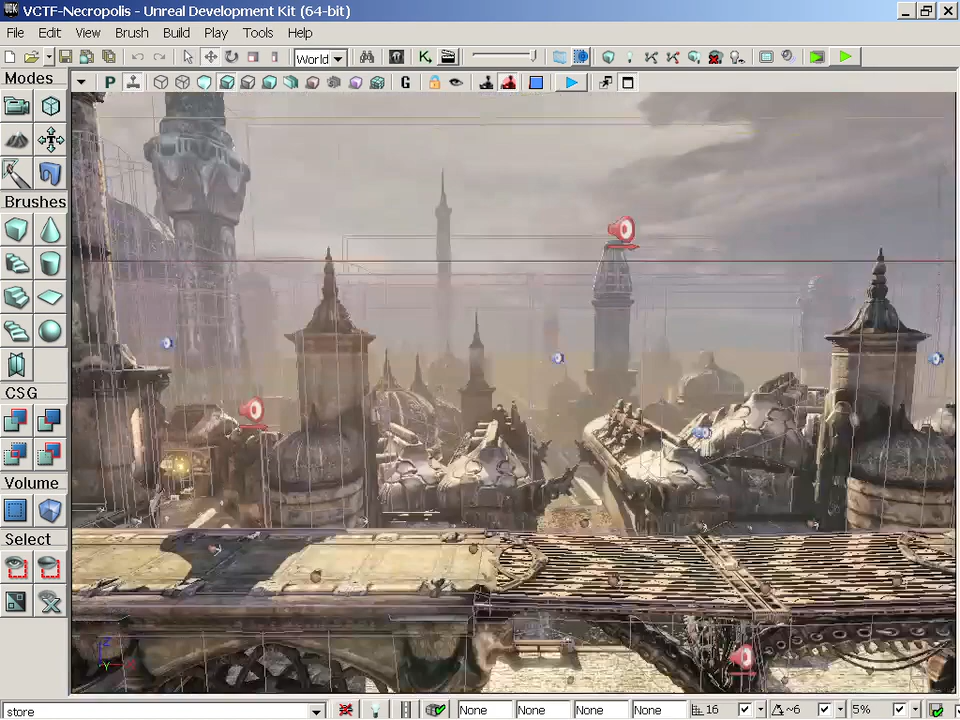 VCTF-Necropolis - Unreal Development Kit (64-bit)
File Edit View Brush Build Play Tools Help
World
Modes
P
G
Brushes
CSG
Volume
Select
store
None None None None 16 ~6 5%